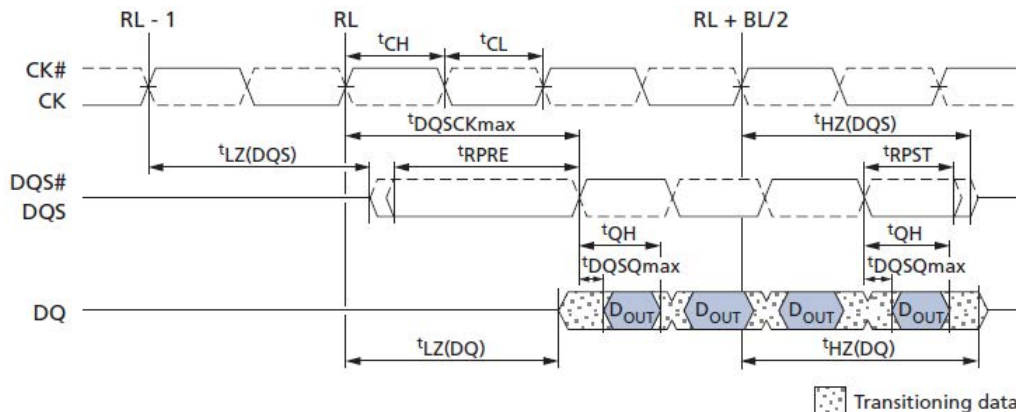 RL - 1 RL RL + BL/2
tCH tCL
CK#
CK
tDQSCKmax tHZ(DQS)
tLZ(DQS) tRPRE tRPST
DQS#
DQS
tQH tQH
tDQSQmax tDQSQmax
DQ DOUT DOUT DOUT DOUT
tLZ(DQ) tHZ(DQ)
Transitioning data